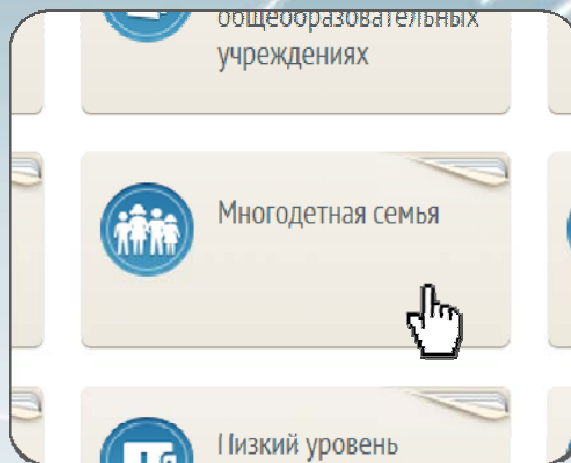 общеобразовательных
учреждениях
Многодетная семья
Низкий уровень